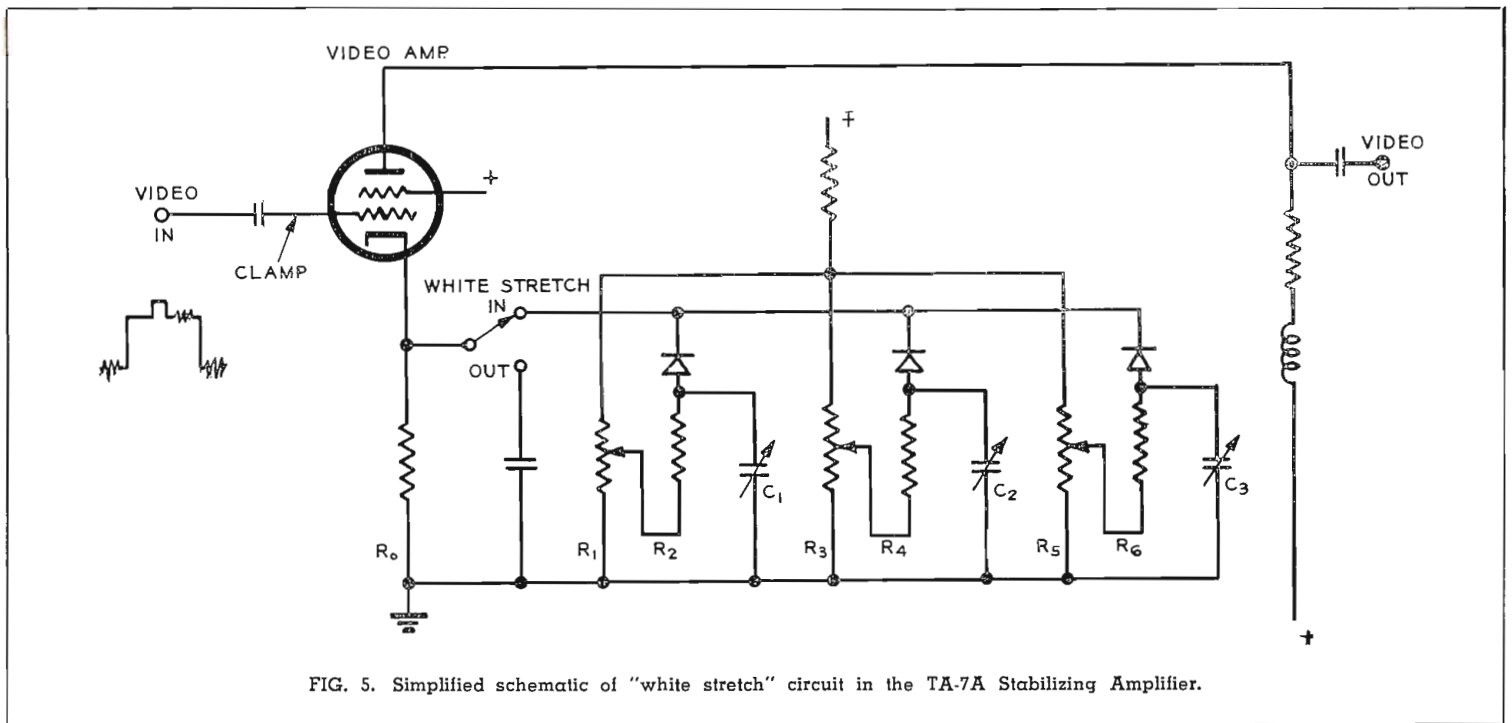 VIDEO AMP.
VIDEO
IN
CLAMP
WHITE STRETCH
IN
OUT
+
+
VIDEO
OUT
R₀
R₁
R₂
C₁
R₃
R₄
C₂
R₅
R₆
C₃
+
FIG. 5. Simplified schematic of "white stretch" circuit in the TA-7A Stabilizing Amplifier.